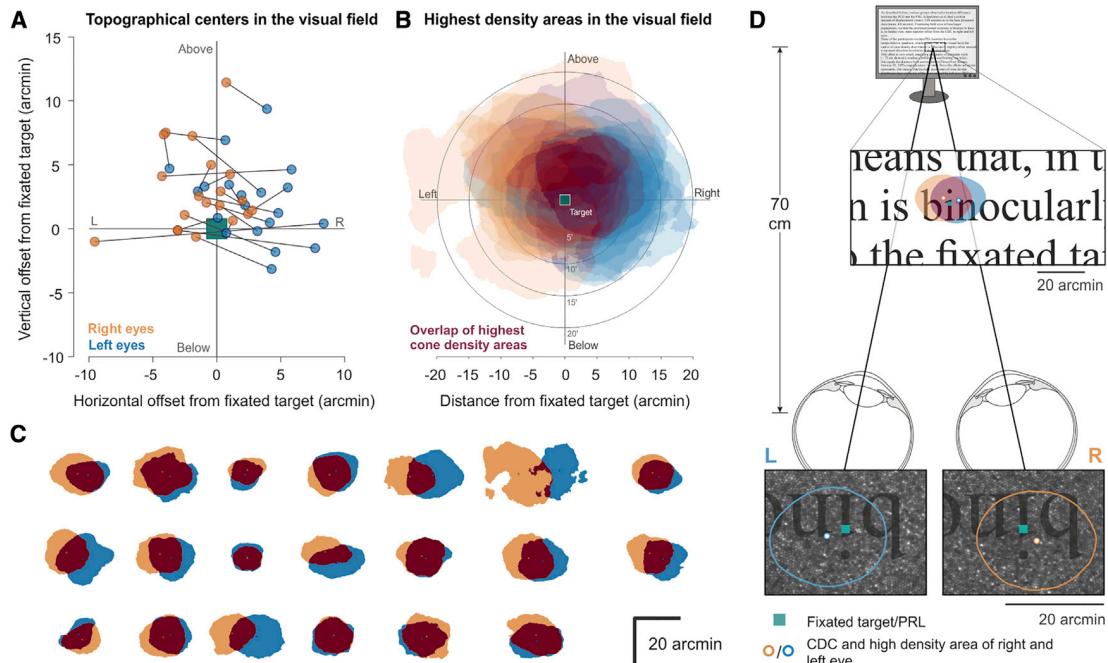 A
Topographical centers in the visual field
Vertical offset from fixated target (arcmin)
15
10
5
0
-5
-10
Above
L
R
Right eyes
Left eyes
Below
-10
-5
0
5
10
Horizontal offset from fixated target (arcmin)
B
Highest density areas in the visual field
Above
Left
Right
Target
5'
10'
15'
20'
Overlap of highest
cone density areas
Below
-20
-15
-10
-5
0
5
10
15
20
Distance from fixated target (arcmin)
C
20 arcmin
D
70
cm
means that, in t
n is binocularl
the fixated ta
20 arcmin
L
R
20 arcmin
Fixated target/PRL
CDC and high density area of right and
left eye